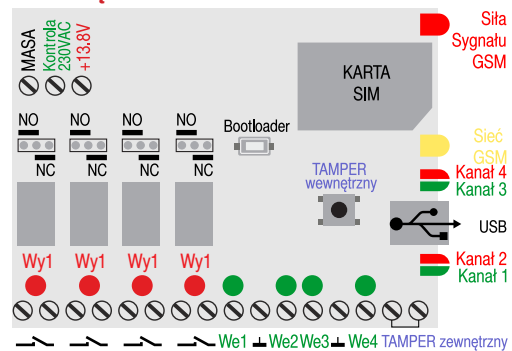 MASA
Kontrola
230VAC
+13.8V
KARTA
SIM
Siła
Sygnału
GSM
NO
NO
NO
NO
Bootloader
NC
NC
NC
NC
TAMPER
wewnętrzny
Sieć
GSM
Kanał 4
Kanał 3
USB
Kanał 2
Kanał 1
Wy1
Wy1
Wy1
Wy1
We1
We2
We3
We4
TAMPER zewnętrzny